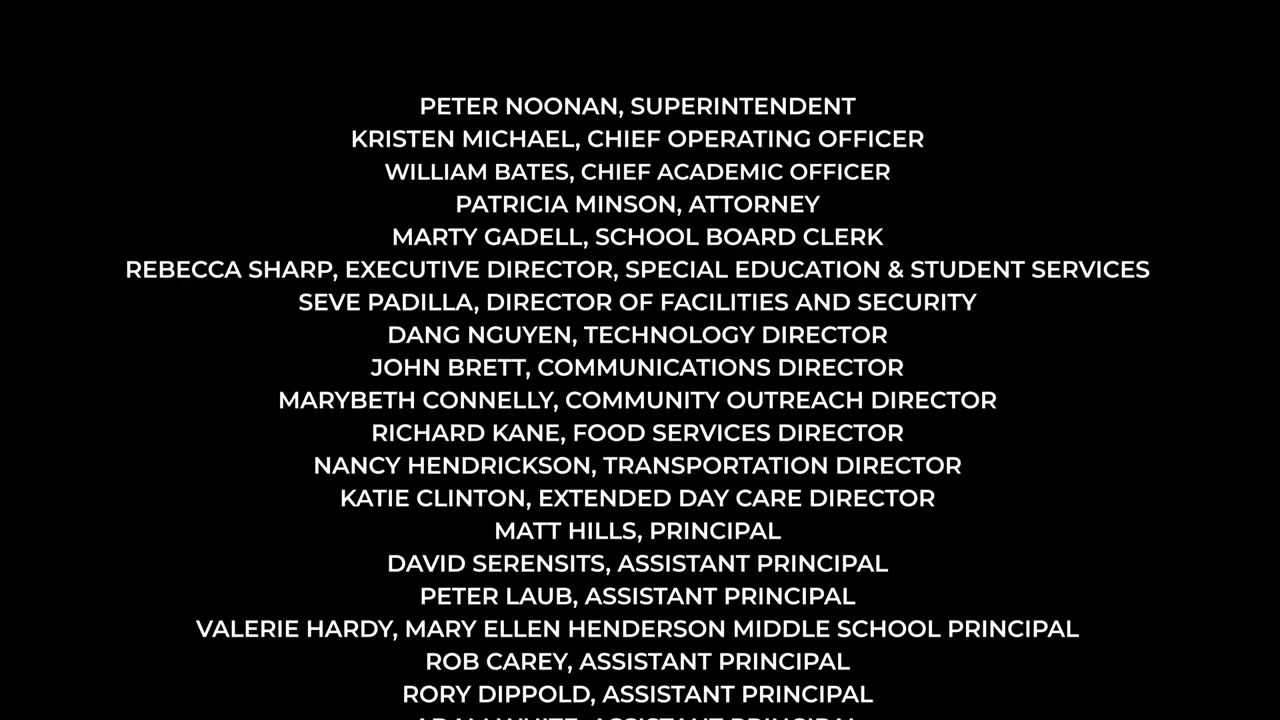 PETER NOONAN, SUPERINTENDENT
KRISTEN MICHAEL, CHIEF OPERATING OFFICER
WILLIAM BATES, CHIEF ACADEMIC OFFICER
PATRICIA MINSON, ATTORNEY
MARTY GADELL, SCHOOL BOARD CLERK
REBECCA SHARP, EXECUTIVE DIRECTOR, SPECIAL EDUCATION & STUDENT SERVICES
SEVE PADILLA, DIRECTOR OF FACILITIES AND SECURITY
DANG NGUYEN, TECHNOLOGY DIRECTOR
JOHN BRETT, COMMUNICATIONS DIRECTOR
MARYBETH CONNELLY, COMMUNITY OUTREACH DIRECTOR
RICHARD KANE, FOOD SERVICES DIRECTOR
NANCY HENDRICKSON, TRANSPORTATION DIRECTOR
KATIE CLINTON, EXTENDED DAY CARE DIRECTOR
MATT HILLS, PRINCIPAL
DAVID SERENSITS, ASSISTANT PRINCIPAL
PETER LAUB, ASSISTANT PRINCIPAL
VALERIE HARDY, MARY ELLEN HENDERSON MIDDLE SCHOOL PRINCIPAL
ROB CAREY, ASSISTANT PRINCIPAL
RORY DIPPOLD, ASSISTANT PRINCIPAL
ADAM WHITE, ASSISTANT PRINCIPAL